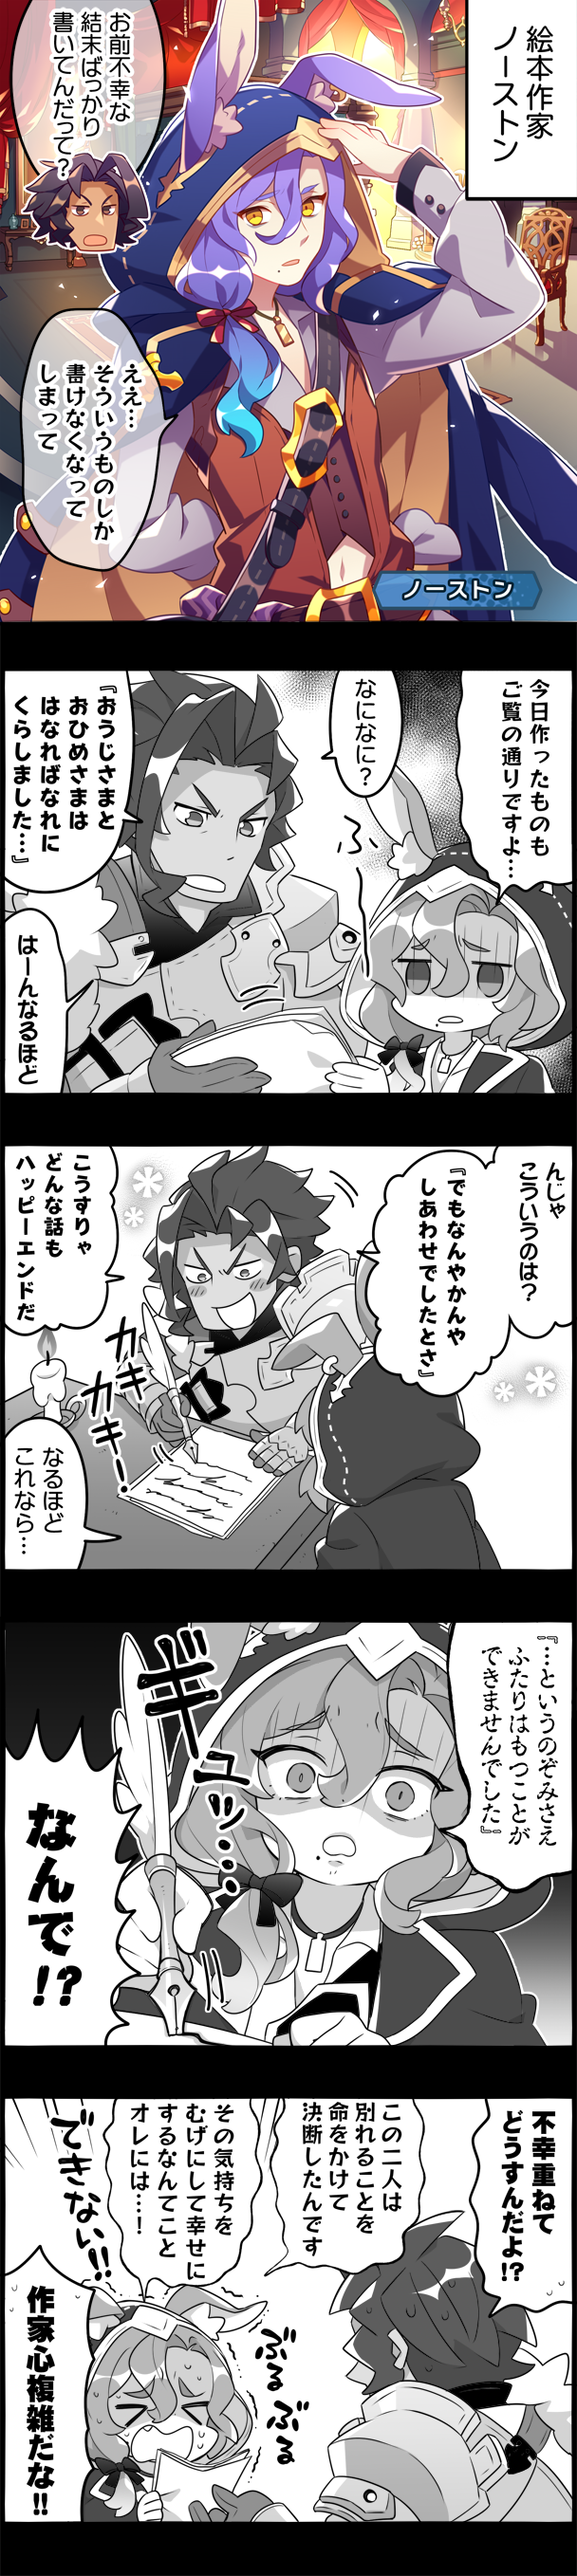 絵本作家
ノーストン
お前不幸な
結末ばっかり
書いてんだって？
ええ…
そういうものしか
書けなくなって
しまって
ノーストン
今日作ったものも
ご覧の通りですよ…
なになに？
ふ
『おうじさまと
おひめさまは
はなればなれに
くらしました…』
はーんなるほど
んじゃ
こういうのは？
『でもなんやかんや
しあわせでしたとさ』
こうすりゃ
どんな話も
ハッピーエンドだ
カキ
カキ！
なるほど
これなら…
『…というのぞみさえ
ふたりはもつことが
できませんでした』
ギュッ…
なんで！？
不幸重ねて
どうすんだよ！？
この二人は
別れることを
命をかけて
決断したんです
その気持ちを
むげにして幸せに
するなんてこと
オレには…！
できない！！
ぶる
ぶる
作家心複雑だな！！